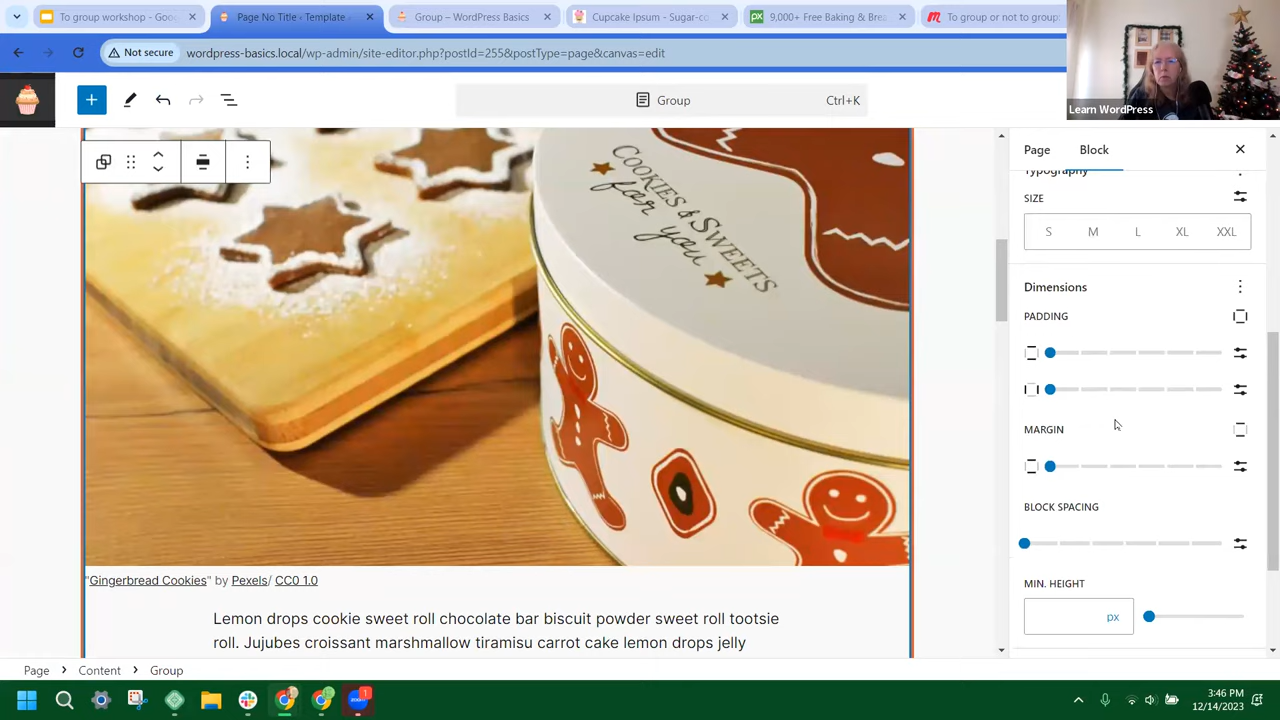 To group workshop - Goo
Page No Title ‹ Template
Group – WordPress Basics
Cupcake Ipsum - Sugar-co
9,000+ Free Baking & Brea
To group or not to group:
Not secure
wordpress-basics.local/wp-admin/site-editor.php?postId=255&postType=page&canvas=edit
Learn WordPress
Group
Ctrl+K
Page
Block
Typography
SIZE
S M L XL XXL
Dimensions
PADDING
MARGIN
BLOCK SPACING
MIN. HEIGHT
px
COOKIES & SWEETS
for you
"Gingerbread Cookies" by Pexels/ CC0 1.0
Lemon drops cookie sweet roll chocolate bar biscuit powder sweet roll tootsie
roll. Jujubes croissant marshmallow tiramisu carrot cake lemon drops jelly
Page > Content > Group
1
3:46 PM
12/14/2023